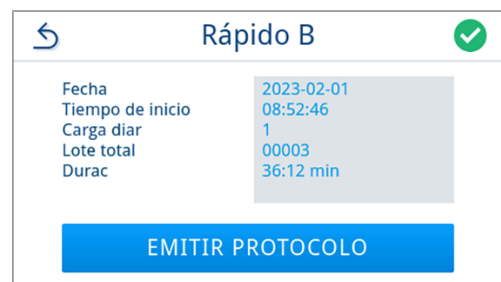 Rápido B
Fecha 2023-02-01
Tiempo de inicio 08:52:46
Carga diar 1
Lote total 00003
Durac 36:12 min
EMITIR PROTOCOLO